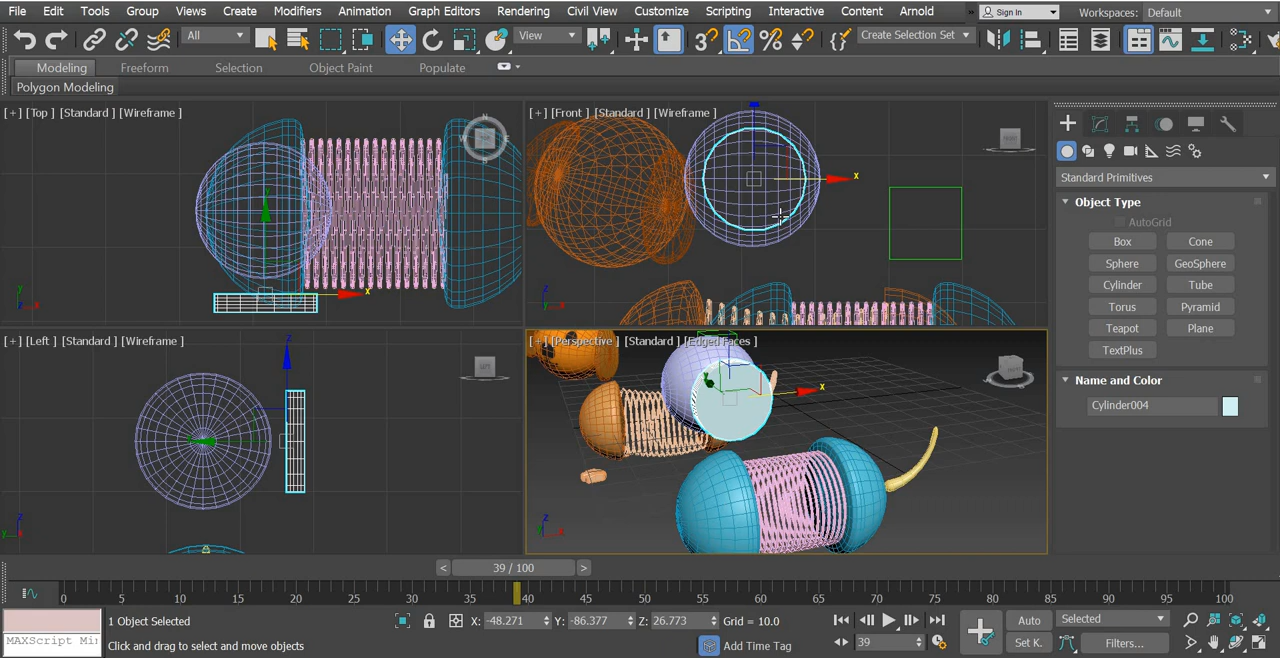 File Edit Tools Group Views Create Modifiers Animation Graph Editors Rendering Civil View Customize Scripting Interactive Content Arnold » Sign In Workspaces: Default
All View 3 Create Selection Set
Modeling Freeform Selection Object Paint Populate
Polygon Modeling
[+] [Top ] [Standard ] [Wireframe ]
[+] [Front ] [Standard ] [Wireframe ]
Standard Primitives
Object Type
AutoGrid
Box Cone
Sphere GeoSphere
Cylinder Tube
Torus Pyramid
Teapot Plane
TextPlus
[+] [Left ] [Standard ] [Wireframe ]
[+] [Perspective ] [Standard ] [Edged Faces ]
Name and Color
Cylinder004
< 39 / 100 >
0 5 10 15 20 25 30 35 40 45 50 55 60 65 70 75 80 85 90 95 100
1 Object Selected X: -48.271 Y: -86.377 Z: 26.773 Grid = 10.0 Auto Selected
MAXScript Min Click and drag to select and move objects Add Time Tag 39 Set K. Filters...